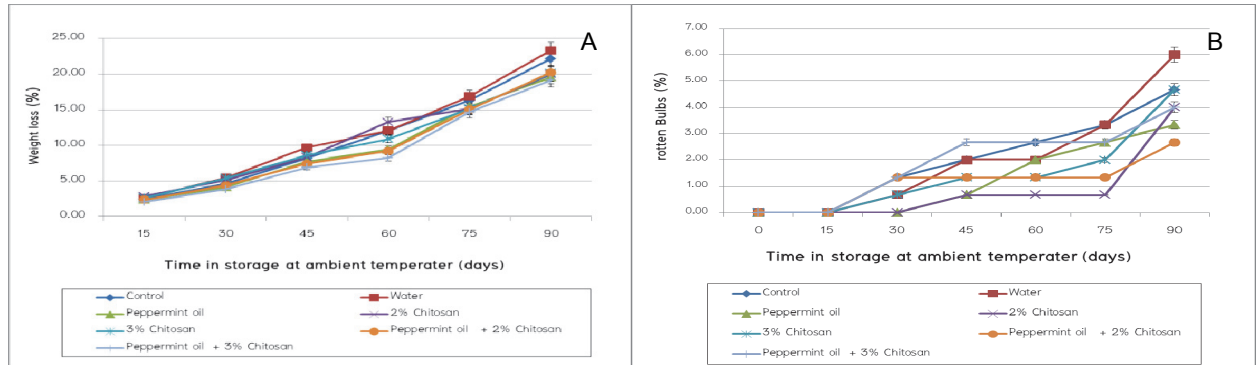 A
25.00
20.00
15.00
10.00
5.00
0.00
Weight loss (%)
15 30 45 60 75 90
Time in storage at ambient temperater (days)
Control Water
Peppermint oil 2% Chitosan
3% Chitosan Peppermint oil + 2% Chitosan
Peppermint oil + 3% Chitosan
B
7.00
6.00
5.00
4.00
3.00
2.00
1.00
0.00
rotten Bulbs (%)
0 15 30 45 60 75 90
Time in storage at ambient temperater (days)
Control Water
Peppermint oil 2% Chitosan
3% Chitosan Peppermint oil + 2% Chitosan
Peppermint oil + 3% Chitosan